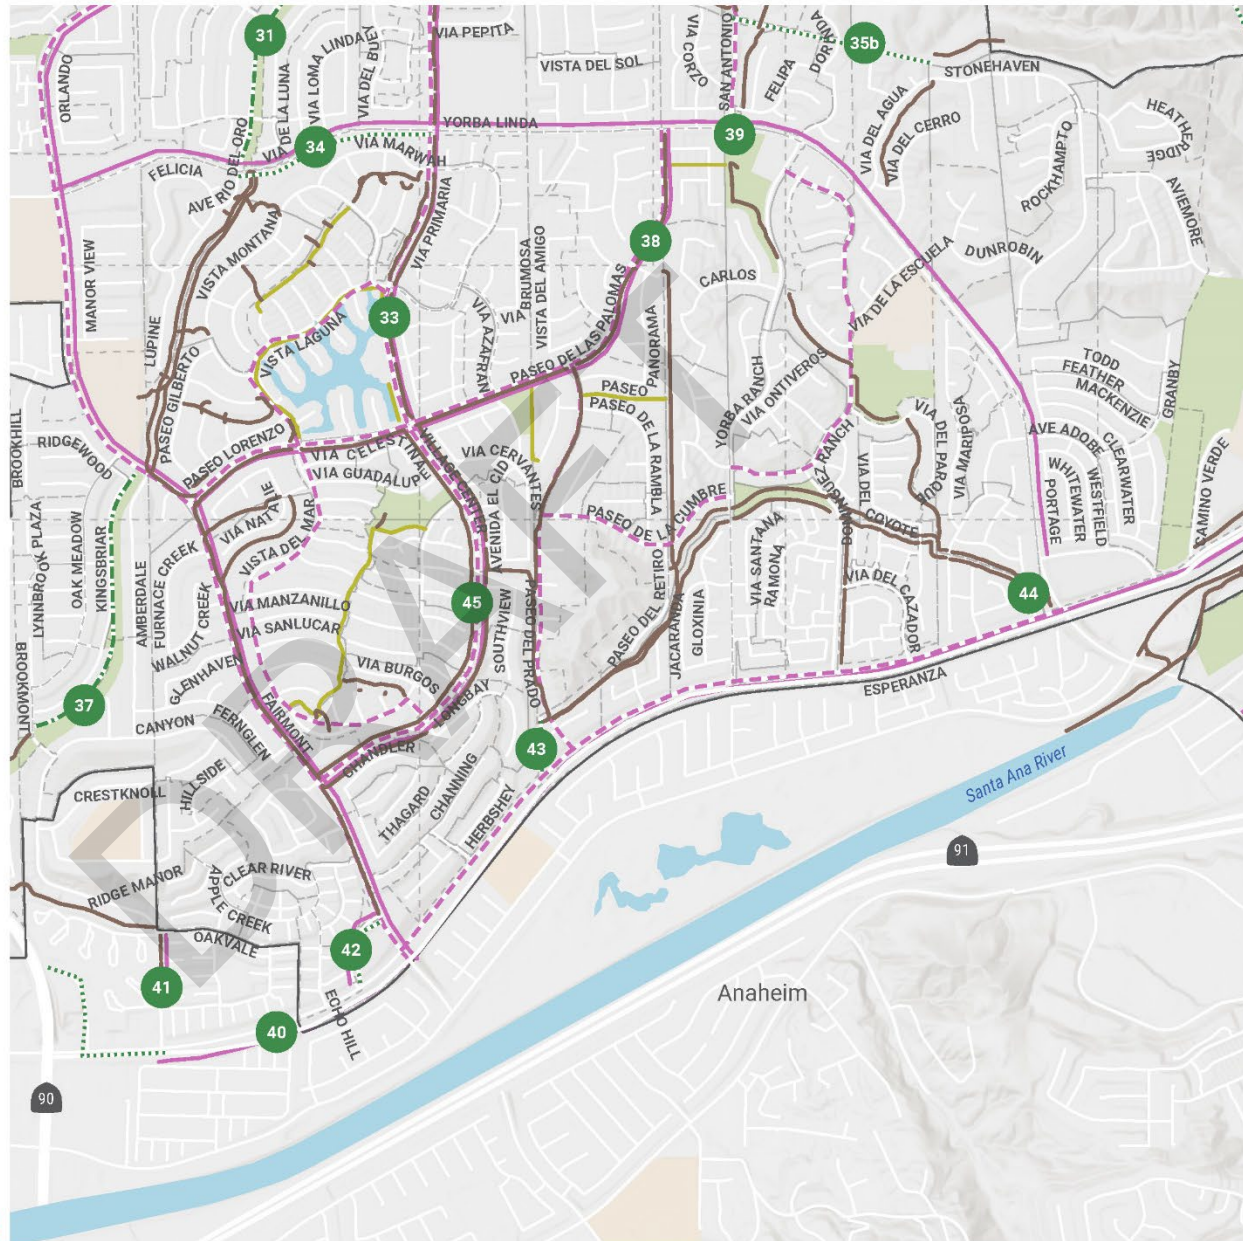 31
VIA PEPITA
VIA CORZO
SAN ANTONIO
D'ORINDA
35b
ORLANDO
VIA DE LA LUNA
VIA LOMA LINDA
VIA DEL BUEY
VISTA DEL SOL
FELIPA
STONEHAVEN
HEATHERIDGE
YORBA LINDA
39
VIA DEL AGUA
VIA DEL CERRO
34
VIA MARWAH
FELICIA
AVE RIO DEL ORO
ROCKHAMPTO
AVIEMORE
VIA PRIMARIA
38
MANOR VIEW
VISTA MONTANA
VIA BRUMOSA
VISTA DEL AMIGO
CARLOS
DUNROBIN
VIA DE LA ESCUELA
33
VISTA LAGUNA
VIA AZAFRAN
PASEO DE LAS PALOMAS
PANORAMA
LUPINE
PASEO GILBERTO
TODD
FEATHER
MACKENZIE
GRANBY
PASEO
PASEO DE LA RAMBLA
YORBA RANCH
VIA ONTIVEROS
BROOKHILL
RIDGEWOOD
PASEO LORENZO
VIA CELESTINA
VIA GUADALUPE
VILLAGE CENTER
VIA CERVANTES
AVENIDA EL CID
DOMINGUEZ RANCH
VIA DEL PARQUE
VIA MARIPOSA
AVE ADOBE
CLEARWATER
WESTFIELD
WHITEWATER
PORTAGE
CAMINO VERDE
VIA NATALIE
VISTA DEL MAR
PASEO DE LA CUMBRE
VIA DEL COYOTE
LYNNBROOK PLAZA
OAK MEADOW
KINGSBRIAR
AMBERDALE
FURNACE CREEK
WALNUT CREEK
VIA SANTANA
RAMONA
VIA DEL CAZADOR
44
VIA MANZANILLO
VIA SANLUCAR
45
SOUTHVIEW
PASEO DEL PRADO
PASEO DEL RETIRO
JACARANDA
GLOXINIA
BROOKMONT
GLENHAVEN
VIA BURGOS
ESPERANZA
37
CANYON
FERNGLEN
FAIRMONT
LONGBAY
CHANDLER
43
CRESTKNOLL
HILLSIDE
THAGARD
CHANNING
HERBSHEY
Santa Ana River
91
RIDGE MANOR
CLEAR RIVER
APPLE CREEK
OAKVALE
42
41
Anaheim
40
ECHO HILL
90
DRAFT